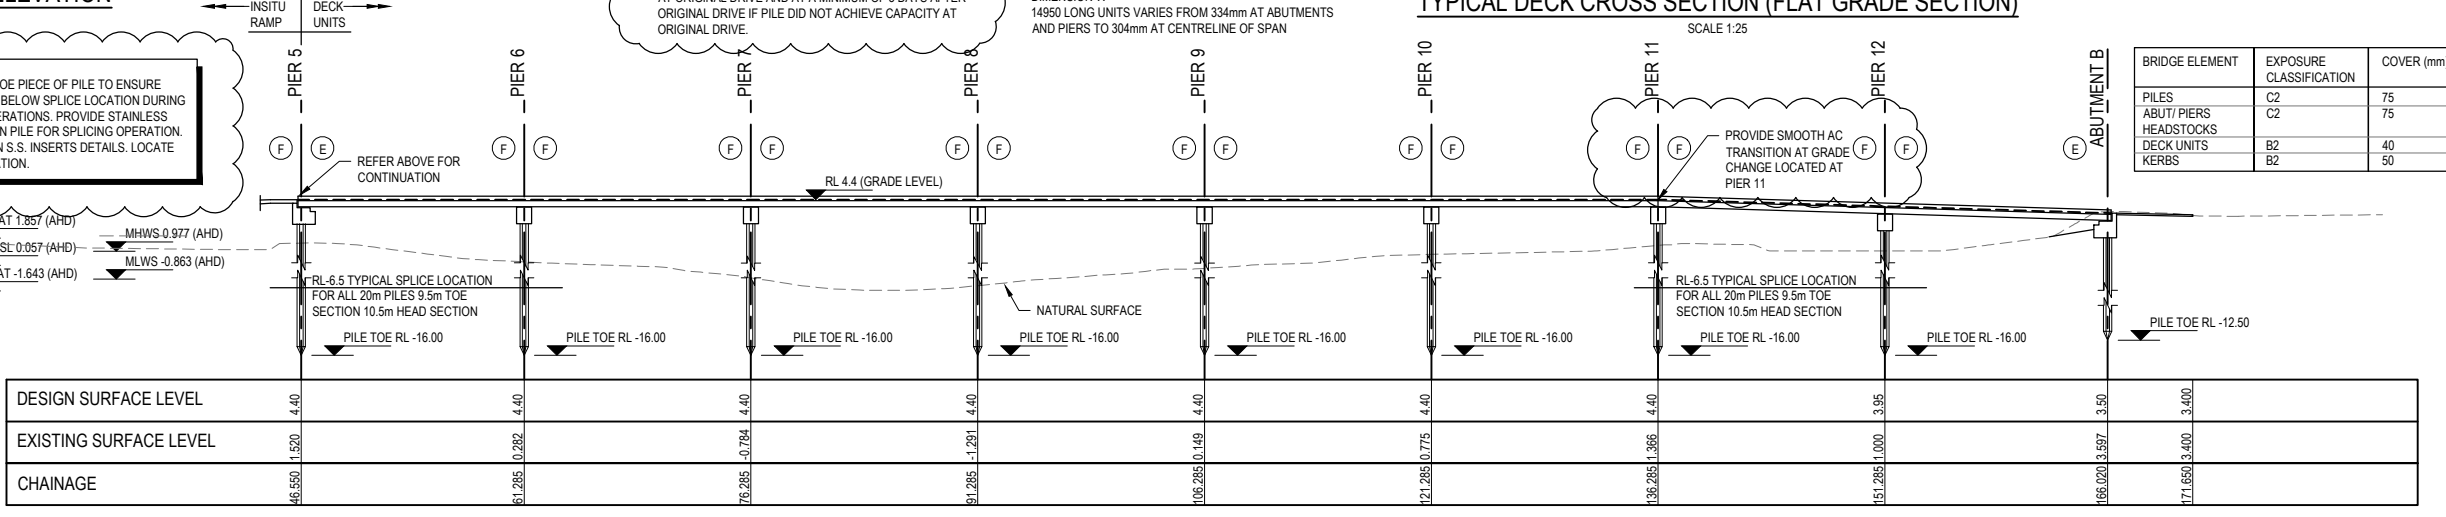 ELEVATION
INSITU
RAMP
DECK
UNITS
ORIGINAL DRIVE IF PILE DID NOT ACHIEVE CAPACITY AT
ORIGINAL DRIVE.
14950 LONG UNITS VARIES FROM 334mm AT ABUTMENTS
AND PIERS TO 304mm AT CENTRELINE OF SPAN
TYPICAL DECK CROSS SECTION (FLAT GRADE SECTION)
SCALE 1:25
OE PIECE OF PILE TO ENSURE
BELOW SPLICE LOCATION DURING
ERATIONS. PROVIDE STAINLESS
N PILE FOR SPLICING OPERATION.
N S.S. INSERTS DETAILS. LOCATE
ATION.
PIER 5
PIER 6
PIER 7
PIER 8
PIER 9
PIER 10
PIER 11
PIER 12
ABUTMENT B
BRIDGE ELEMENT EXPOSURE CLASSIFICATION COVER (mm
PILES C2 75
ABUT/ PIERS HEADSTOCKS C2 75
DECK UNITS B2 40
KERBS B2 50
F E F F F F F F F F F F F F F F E
REFER ABOVE FOR
CONTINUATION
RL 4.4 (GRADE LEVEL)
PROVIDE SMOOTH AC
TRANSITION AT GRADE
CHANGE LOCATED AT
PIER 11
AT 1.857 (AHD)
MHWS 0.977 (AHD)
SL 0.057 (AHD)
MLWS -0.863 (AHD)
AT -1.643 (AHD)
RL-6.5 TYPICAL SPLICE LOCATION
FOR ALL 20m PILES 9.5m TOE
SECTION 10.5m HEAD SECTION
NATURAL SURFACE
RL-6.5 TYPICAL SPLICE LOCATION
FOR ALL 20m PILES 9.5m TOE
SECTION 10.5m HEAD SECTION
PILE TOE RL -16.00
PILE TOE RL -16.00
PILE TOE RL -16.00
PILE TOE RL -16.00
PILE TOE RL -16.00
PILE TOE RL -16.00
PILE TOE RL -16.00
PILE TOE RL -16.00
PILE TOE RL -12.50
DESIGN SURFACE LEVEL 4.40 4.40 4.40 4.40 4.40 4.40 4.40 3.95 3.50 3.400
EXISTING SURFACE LEVEL 1.520 0.282 -0.784 -1.291 0.149 0.775 1.366 1.000 3.597 3.400
CHAINAGE 46.550 61.285 76.285 91.285 106.285 121.285 136.285 151.285 166.020 171.650